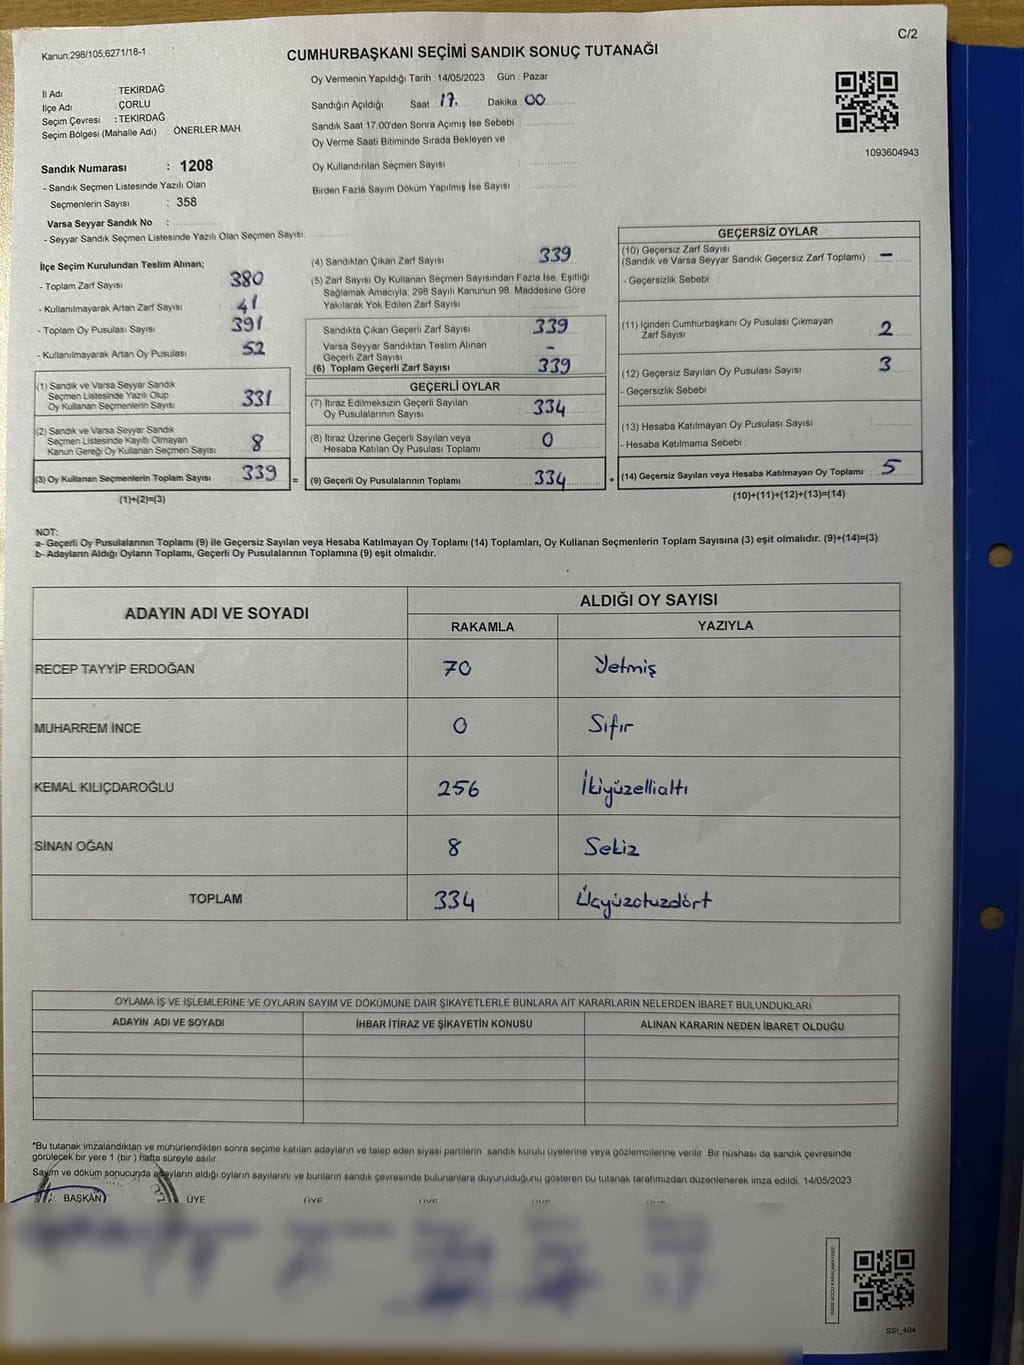 C/2
Kanun:298/105;6271/18-1
CUMHURBAŞKANI SEÇİMİ SANDIK SONUÇ TUTANAĞI
İl Adı : TEKİRDAĞ
İlçe Adı : ÇORLU
Seçim Çevresi : TEKİRDAĞ
Seçim Bölgesi (Mahalle Adı) : ÖNERLER MAH.
Oy Vermenin Yapıldığı Tarih : 14/05/2023 Gün : Pazar
Sandığın Açıldığı Saat : 17. Dakika : 00
Sandık Saat 17.00'den Sonra Açımış İse Sebebi :
Oy Verme Saati Bitiminde Sırada Bekleyen ve
Oy Kullandırılan Seçmen Sayısı :
Birden Fazla Sayım Döküm Yapılmış İse Sayısı :
1093604943
Sandık Numarası : 1208
- Sandık Seçmen Listesinde Yazılı Olan
Seçmenlerin Sayısı : 358
Varsa Seyyar Sandık No :
- Seyyar Sandık Seçmen Listesinde Yazılı Olan Seçmen Sayısı:
İlçe Seçim Kurulundan Teslim Alınan;
- Toplam Zarf Sayısı : 380
- Kullanılmayarak Artan Zarf Sayısı : 41
- Toplam Oy Pusulası Sayısı : 391
- Kullanılmayarak Artan Oy Pusulası : 52
(1) Sandık ve Varsa Seyyar Sandık
Seçmen Listesinde Yazılı Olup
Oy Kullanan Seçmenlerin Sayısı : 331
(2) Sandık ve Varsa Seyyar Sandık
Seçmen Listesinde Kayıtlı Olmayan
Kanun Gereği Oy Kullanan Seçmen Sayısı : 8
(3) Oy Kullanan Seçmenlerin Toplam Sayısı : 339 =
(1)+(2)=(3)
(4) Sandıktan Çıkan Zarf Sayısı : 339
(5) Zarf Sayısı Oy Kullanan Seçmen Sayısından Fazla İse, Eşitliği
Sağlamak Amacıyla, 298 Sayılı Kanunun 98. Maddesine Göre
Yakılarak Yok Edilen Zarf Sayısı :
Sandıkta Çıkan Geçerli Zarf Sayısı : 339
Varsa Seyyar Sandıktan Teslim Alınan
Geçerli Zarf Sayısı : -
(6) Toplam Geçerli Zarf Sayısı : 339
GEÇERLİ OYLAR
(7) İtiraz Edilmeksizin Geçerli Sayılan
Oy Pusulalarının Sayısı : 334
(8) İtiraz Üzerine Geçerli Sayılan veya
Hesaba Katılan Oy Pusulası Toplamı : 0
(9) Geçerli Oy Pusulalarının Toplamı : 334 +
GEÇERSİZ OYLAR
(10) Geçersiz Zarf Sayısı
(Sandık ve Varsa Seyyar Sandık Geçersiz Zarf Toplamı) : -
- Geçersizlik Sebebi :
(11) İçinden Cumhurbaşkanı Oy Pusulası Çıkmayan
Zarf Sayısı : 2
(12) Geçersiz Sayılan Oy Pusulası Sayısı : 3
- Geçersizlik Sebebi :
(13) Hesaba Katılmayan Oy Pusulası Sayısı :
- Hesaba Katılmama Sebebi :
(14) Geçersiz Sayılan veya Hesaba Katılmayan Oy Toplamı : 5
(10)+(11)+(12)+(13)=(14)
NOT:
a- Geçerli Oy Pusulalarının Toplamı (9) ile Geçersiz Sayılan veya Hesaba Katılmayan Oy Toplamı (14) Toplamları, Oy Kullanan Seçmenlerin Toplam Sayısına (3) eşit olmalıdır. (9)+(14)=(3)
b- Adayların Aldığı Oyların Toplamı, Geçerli Oy Pusulalarının Toplamına (9) eşit olmalıdır.
ADAYIN ADI VE SOYADI
ALDIĞI OY SAYISI
RAKAMLA YAZIYLA
RECEP TAYYİP ERDOĞAN 70 Yetmiş
MUHARREM İNCE 0 Sıfır
KEMAL KILIÇDAROĞLU 256 İkiyüzellialtı
SİNAN OĞAN 8 Sekiz
TOPLAM 334 Üçyüzotuzdört
OYLAMA İŞ VE İŞLEMLERİNE VE OYLARIN SAYIM VE DÖKÜMÜNE DAİR ŞİKAYETLERLE BUNLARA AİT KARARLARIN NELERDEN İBARET BULUNDUKLARI
ADAYIN ADI VE SOYADI İHBAR İTİRAZ VE ŞİKAYETİN KONUSU ALINAN KARARIN NEDEN İBARET OLDUĞU
*Bu tutanak imzalandıktan ve mühürlendikten sonra seçime katılan adayların ve talep eden siyasi partilerin sandık kurulu üyelerine veya gözlemcilerine verilir. Bir nüshası da sandık çevresinde
görülecek bir yere 1 (bir ) hafta süreyle asılır.
Sayım ve döküm sonucunda adayların aldığı oyların sayılarını ve bunların sandık çevresinde bulunanlara duyurulduğunu gösteren bu tutanak tarafımızdan düzenlenerek imza edildi. 14/05/2023
BAŞKAN ÜYE ÜYE ÜYE ÜYE ÜYE
SSI_404